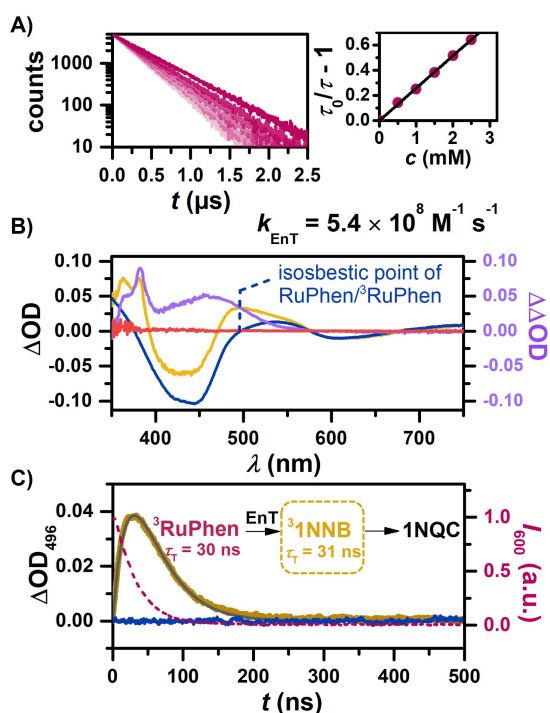 A)
counts
1000
100
10
0.0 0.5 1.0 1.5 2.0 2.5
t (µs)
τ₀/τ - 1
0.6
0.4
0.2
0.0
0 1 2 3
c (mM)
k_EnT = 5.4 × 10⁸ M⁻¹ s⁻¹
B)
ΔOD
0.10
0.05
0.00
-0.05
-0.10
isosbestic point of
RuPhen/³RuPhen
0.10
0.05
0.00
-0.05
-0.10
ΔΔOD
400 500 600 700
λ (nm)
C)
ΔOD₄₉₆
0.04
0.02
0.00
³RuPhen
τ_T = 30 ns
EnT
³1NNB
τ_T = 31 ns
1NQC
1.0
0.5
0.0
I₆₀₀ (a.u.)
0 100 200 300 400 500
t (ns)